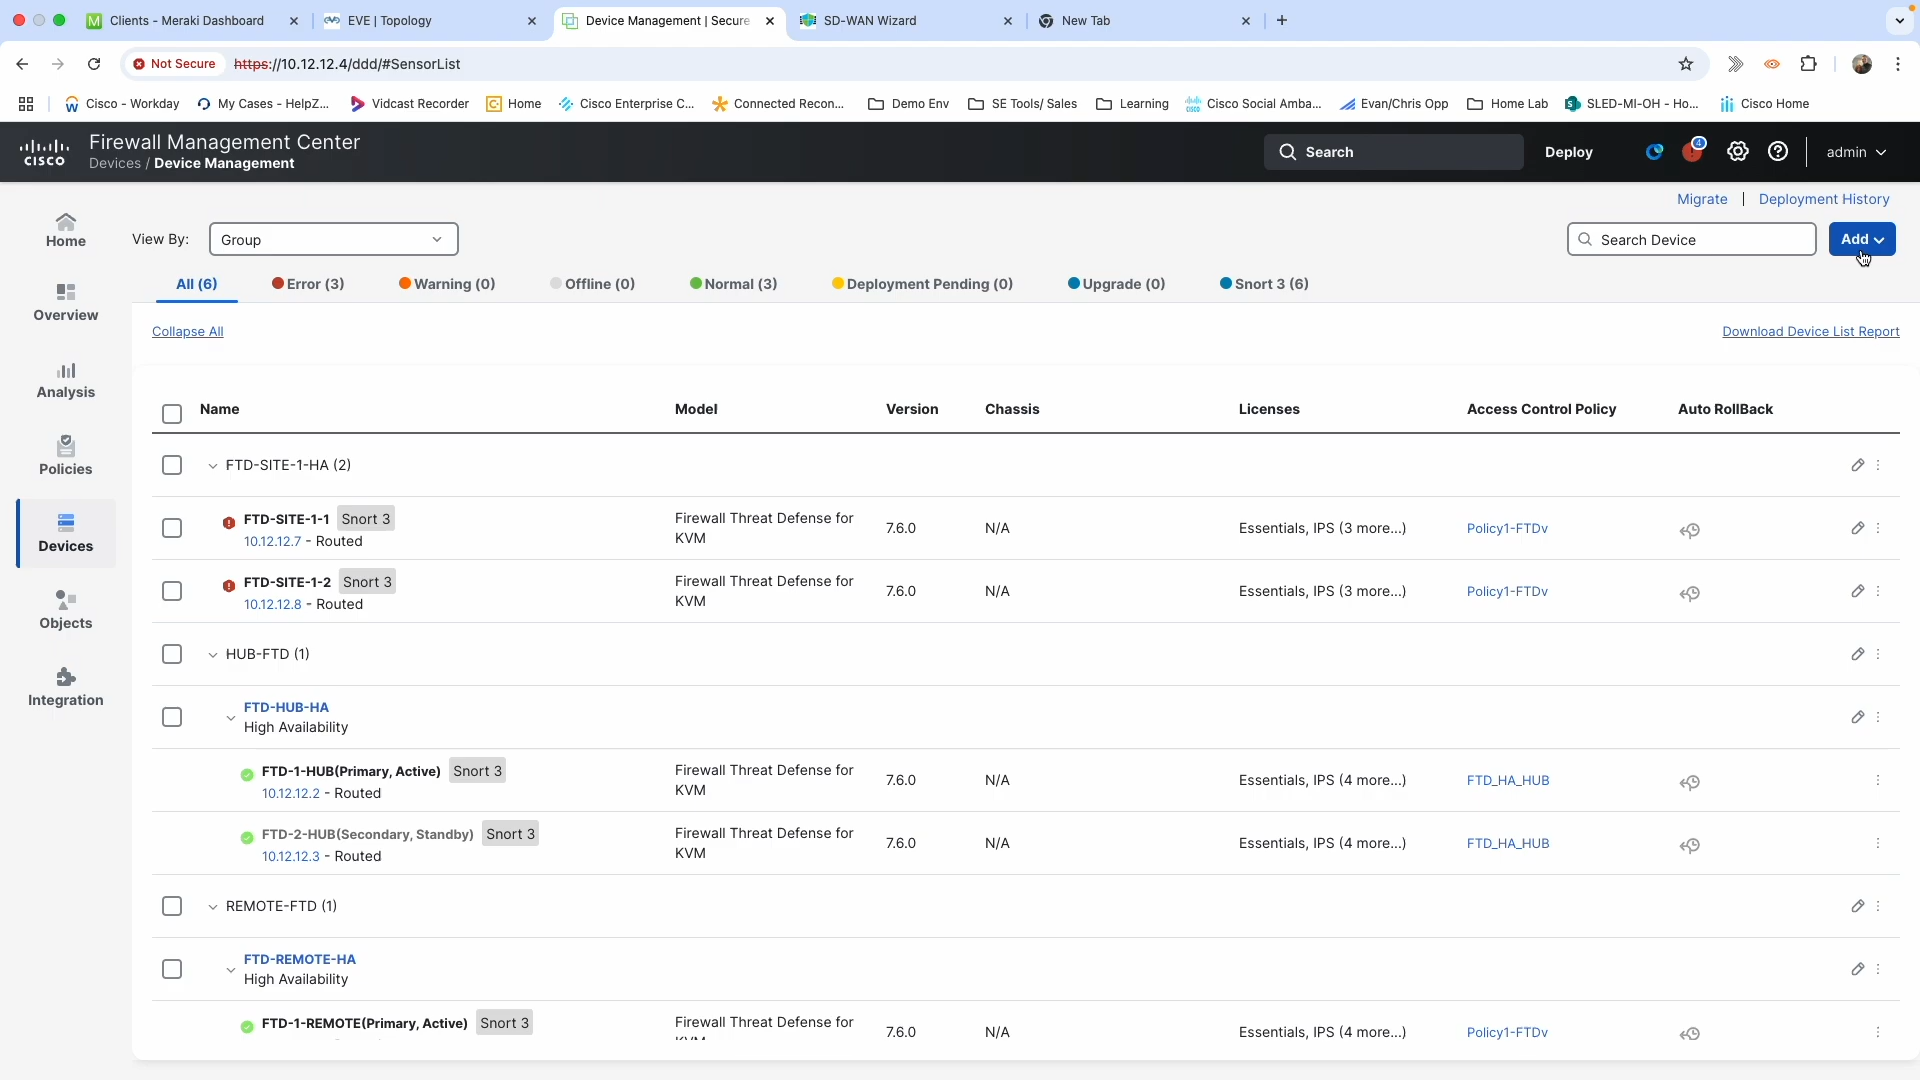 Clients - Meraki Dashboard
EVE | Topology
Device Management | Secure
SD-WAN Wizard
New Tab
Not Secure https://10.12.12.4/ddd/#SensorList
Cisco - Workday
My Cases - HelpZ...
Vidcast Recorder
Home
Cisco Enterprise C...
Connected Recon...
Demo Env
SE Tools/ Sales
Learning
Cisco Social Amba...
Evan/Chris Opp
Home Lab
SLED-MI-OH - Ho...
Cisco Home
CISCO
Firewall Management Center
Devices / Device Management
Search
Deploy
4
admin
Migrate | Deployment History
Home
Overview
Analysis
Policies
Devices
Objects
Integration
View By: Group
Search Device
Add
All (6)
Error (3)
Warning (0)
Offline (0)
Normal (3)
Deployment Pending (0)
Upgrade (0)
Snort 3 (6)
Collapse All
Download Device List Report
Name Model Version Chassis Licenses Access Control Policy Auto RollBack
FTD-SITE-1-HA (2)
FTD-SITE-1-1 Snort 3
10.12.12.7 - Routed
Firewall Threat Defense for
KVM
7.6.0 N/A Essentials, IPS (3 more...) Policy1-FTDv
FTD-SITE-1-2 Snort 3
10.12.12.8 - Routed
Firewall Threat Defense for
KVM
7.6.0 N/A Essentials, IPS (3 more...) Policy1-FTDv
HUB-FTD (1)
FTD-HUB-HA
High Availability
FTD-1-HUB(Primary, Active) Snort 3
10.12.12.2 - Routed
Firewall Threat Defense for
KVM
7.6.0 N/A Essentials, IPS (4 more...) FTD_HA_HUB
FTD-2-HUB(Secondary, Standby) Snort 3
10.12.12.3 - Routed
Firewall Threat Defense for
KVM
7.6.0 N/A Essentials, IPS (4 more...) FTD_HA_HUB
REMOTE-FTD (1)
FTD-REMOTE-HA
High Availability
FTD-1-REMOTE(Primary, Active) Snort 3
Firewall Threat Defense for
KVM
7.6.0 N/A Essentials, IPS (4 more...) Policy1-FTDv